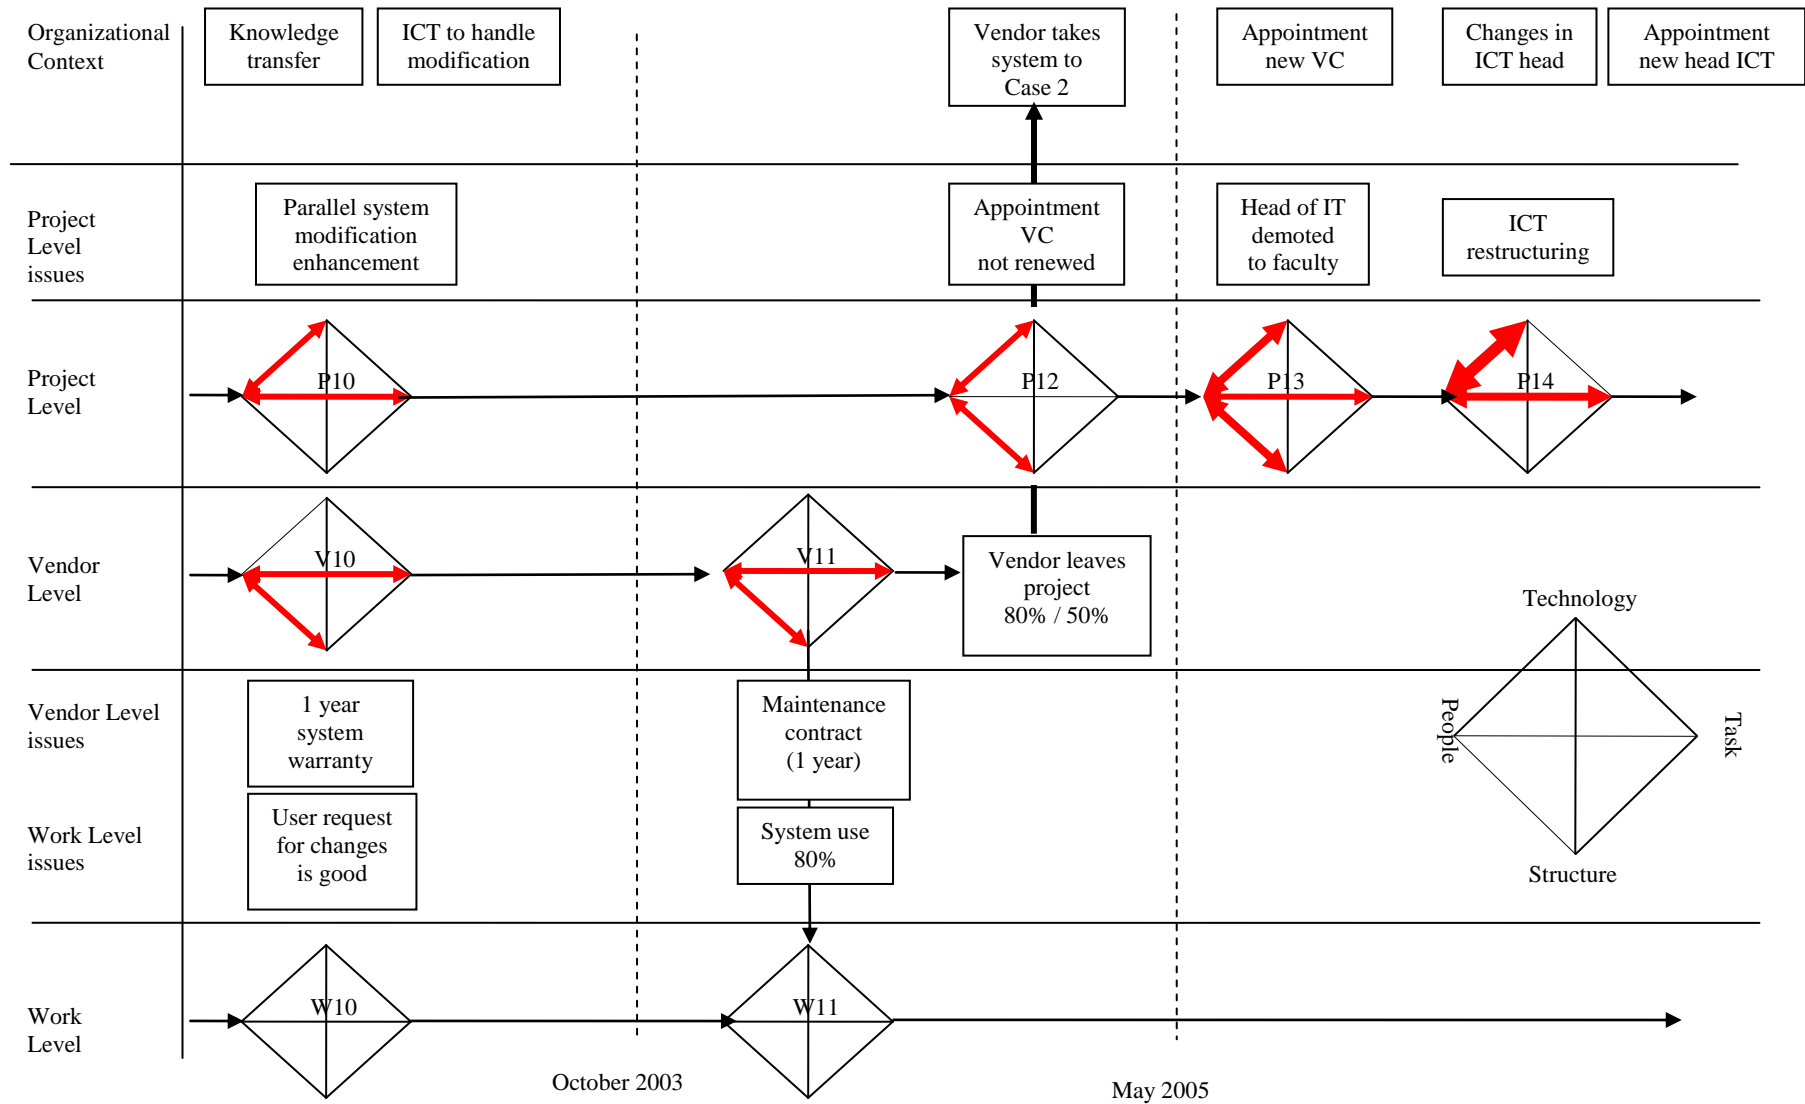 Organizational
Context
Knowledge
transfer
ICT to handle
modification
Vendor takes
system to
Case 2
Appointment
new VC
Changes in
ICT head
Appointment
new head ICT
Project
Level
issues
Parallel system
modification
enhancement
Appointment
VC
not renewed
Head of IT
demoted
to faculty
ICT
restructuring
Project
Level
P10
P12
P13
P14
Vendor
Level
V10
V11
Vendor leaves
project
80% / 50%
Technology
People
Task
Structure
Vendor Level
issues
1 year
system
warranty
Maintenance
contract
(1 year)
Work Level
issues
User request
for changes
is good
System use
80%
Work
Level
W10
W11
October 2003
May 2005